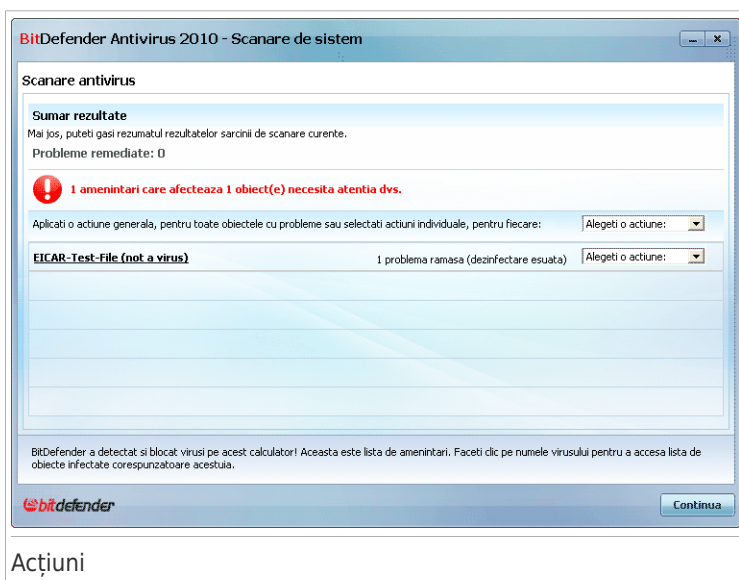 BitDefender Antivirus 2010 - Scanare de sistem
Scanare antivirus
Sumar rezultate
Mai jos, puteti gasi rezumatul rezultatelor sarcinii de scanare curente.
Probleme remediate: 0
1 amenintari care afecteaza 1 obiect(e) necesita atentia dvs.
Aplicati o actiune generala, pentru toate obiectele cu probleme sau selectati actiuni individuale, pentru fiecare: Alegeti o actiune:
EICAR-Test-File (not a virus) 1 problema ramasa (dezinfectare esuata) Alegeti o actiune:
BitDefender a detectat si blocat virusi pe acest calculator! Aceasta este lista de amenintari. Faceti clic pe numele virusului pentru a accesa lista de
obiecte infectate corespunzatoare acestuia.
bitdefender Continua
Acțiuni